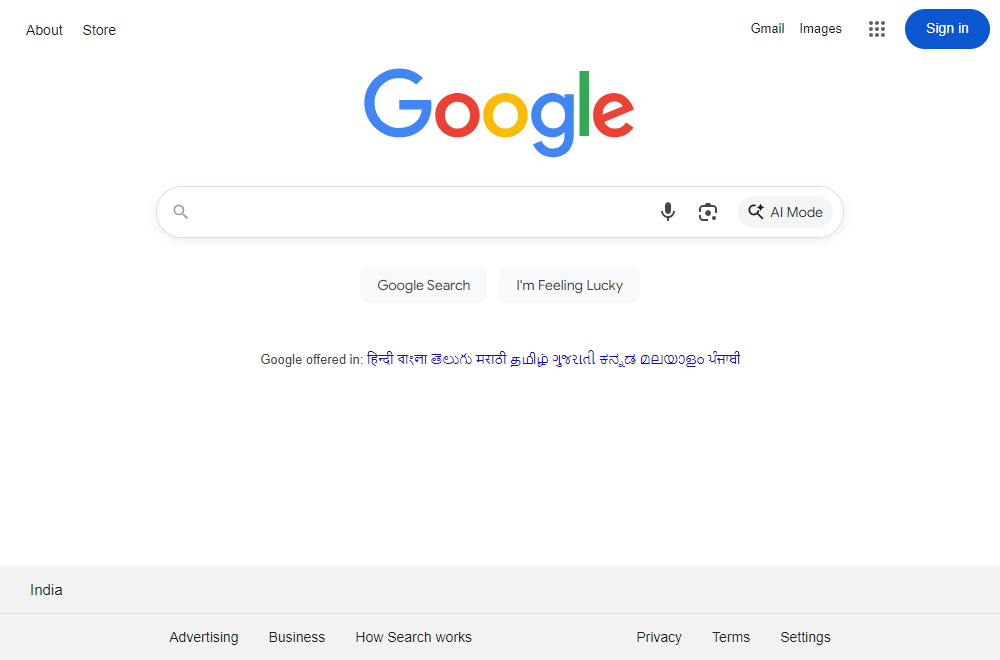 About Store Gmail Images Sign in
Google
AI Mode
Google Search I'm Feeling Lucky
Google offered in: हिन्दी বাংলা తెలుగు मराठी தமிழ் ગુજરાતી ಕನ್ನಡ മലയാളം ਪੰਜਾਬੀ
India
Advertising Business How Search works Privacy Terms Settings